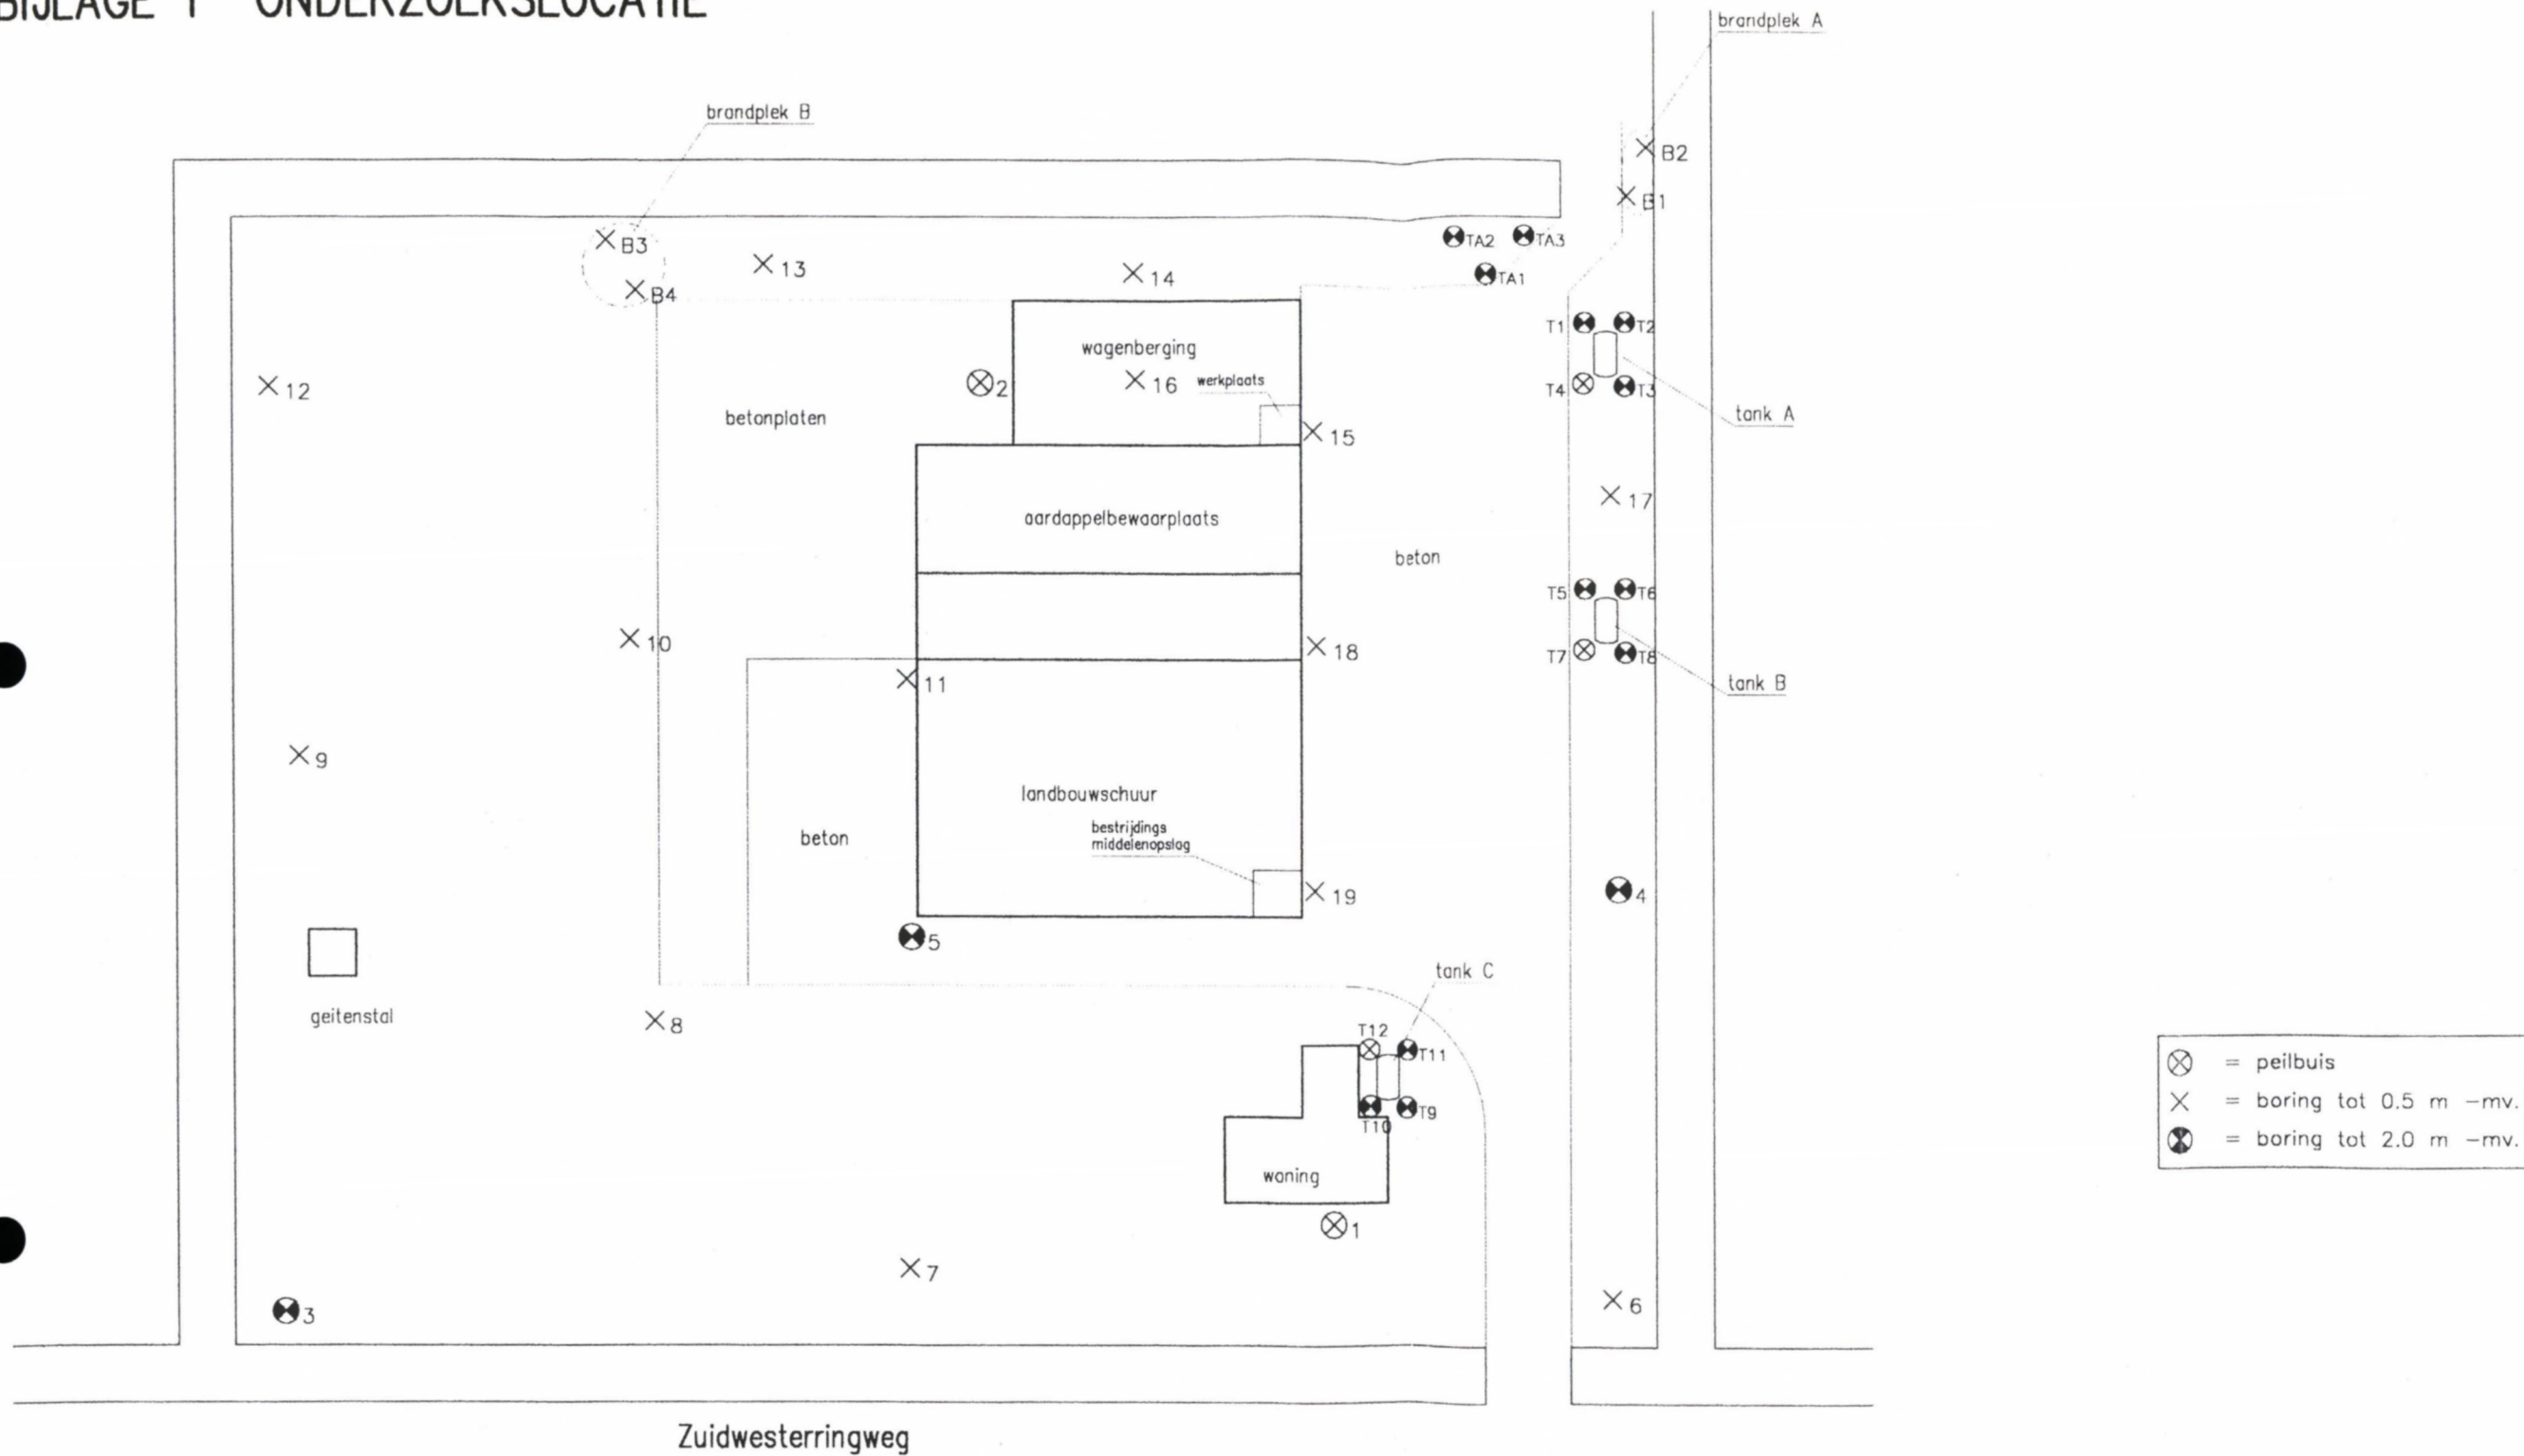 BIJLAGE 1 ONDERZOEKSLOCATIE
brandplek A
brandplek B
B2
B1
B3
B4
13
14
TA2
TA3
TA1
T1
T2
T4
T3
tank A
wagenberging
16
werkplaats
2
12
betonplaten
15
17
aardappelbewaarplaats
beton
T5
T6
T7
T8
tank B
10
18
11
9
landbouwschuur
bestrijdings
middelenopslag
beton
19
4
5
tank C
geitenstal
8
T12
T11
T10
T9
woning
1
7
3
6
= peilbuis
= boring tot 0.5 m -mv.
= boring tot 2.0 m -mv.
Zuidwesterringweg